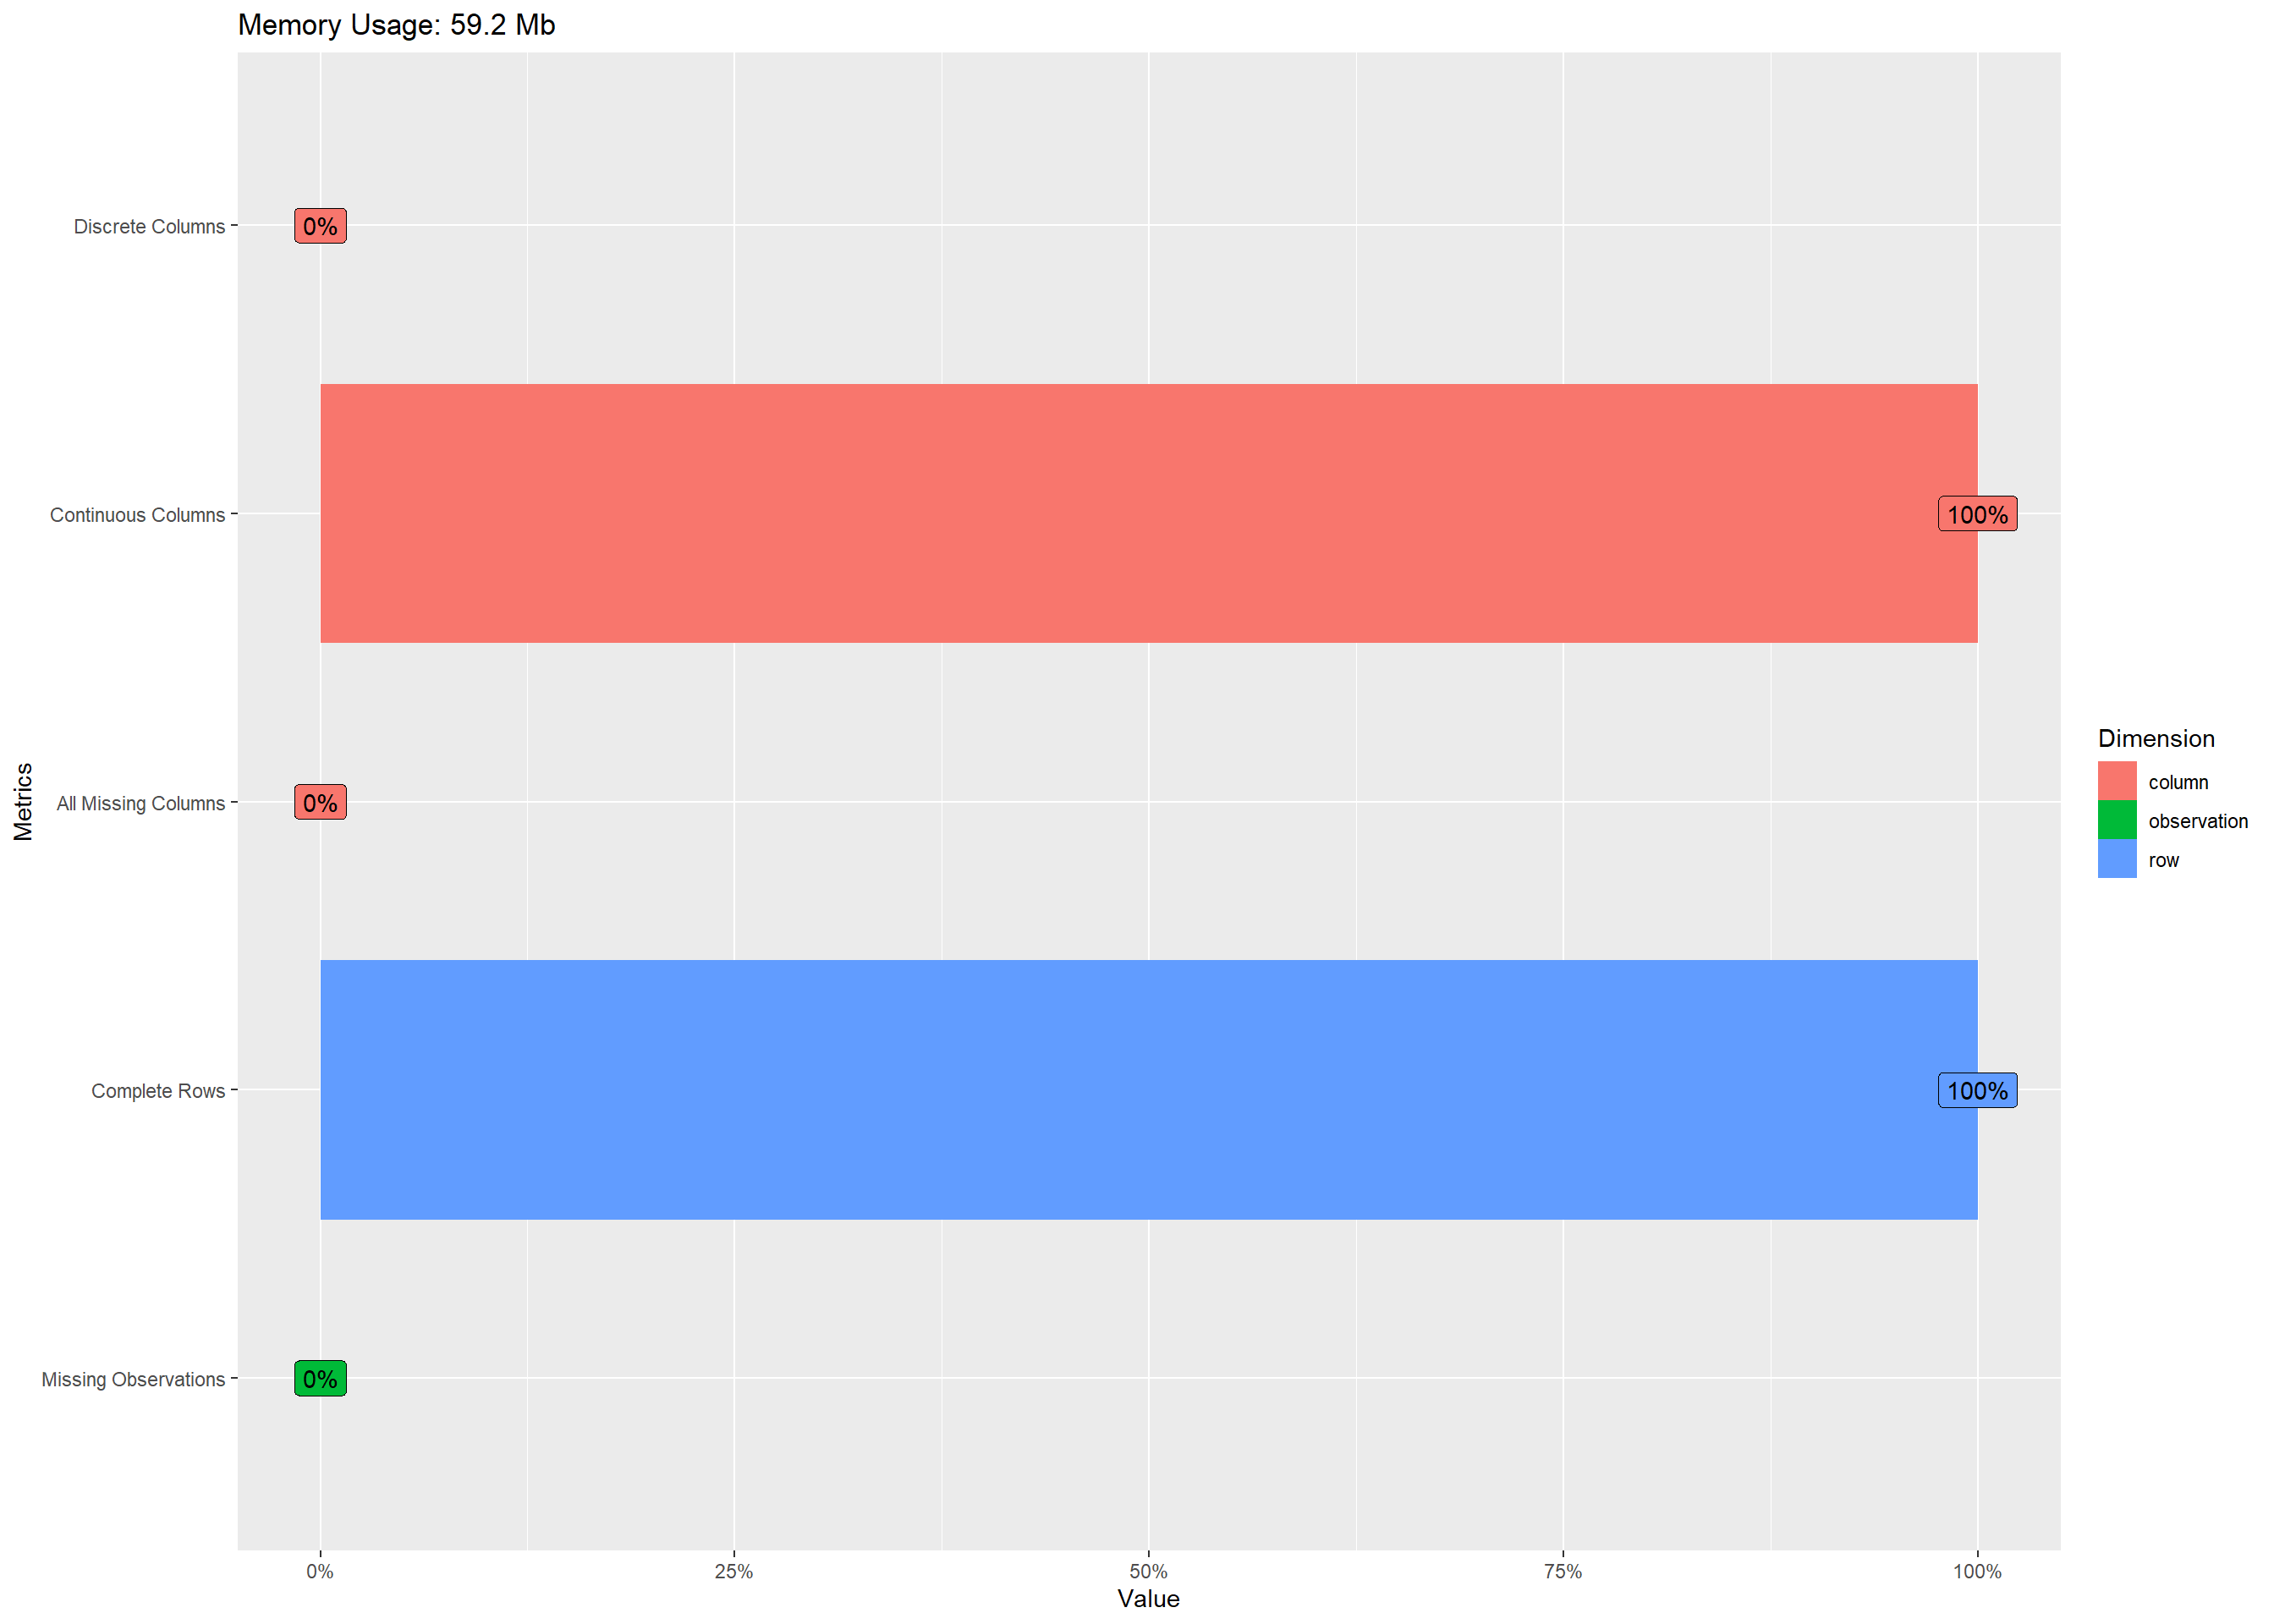 Memory Usage: 59.2 Mb
Metrics
Discrete Columns
0%
Continuous Columns
100%
All Missing Columns
0%
Complete Rows
100%
Missing Observations
0%
0%
25%
50%
75%
100%
Value
Dimension
column
observation
row